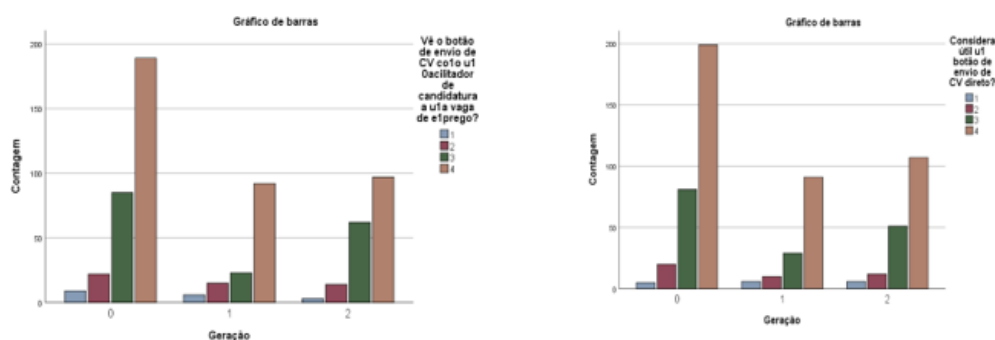 Gráfico de barras
Vê o botão
de envio de
CV co1o u1
0acilitador
de
candidatura
a u1a vaga
de e1prego?
1
2
3
4
Contagem
200
150
100
50
0
0
1
2
Geração
Gráfico de barras
Considera
útil u1
botão de
envio de
CV direto?
1
2
3
4
Contagem
200
150
100
50
0
0
1
2
Geração